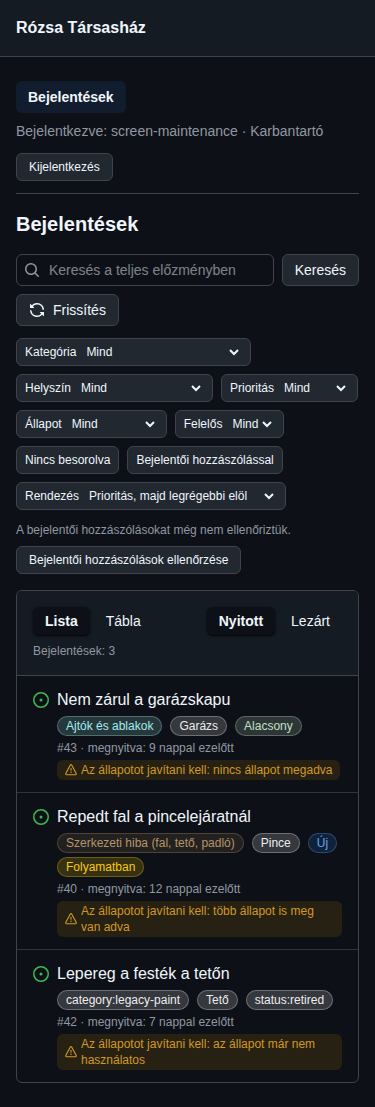 Rózsa Társasház
Bejelentések
Bejelentkezve: screen-maintenance · Karbantartó
Kijelentkezés
Bejelentések
Keresés a teljes előzményben
Keresés
Frissítés
Kategória Mind
Helyszín Mind
Prioritás Mind
Állapot Mind
Felelős Mind
Nincs besorolva
Bejelentői hozzászólással
Rendezés Prioritás, majd legrégebbi elöl
A bejelentői hozzászólásokat még nem ellenőriztük.
Bejelentői hozzászólások ellenőrzése
Lista
Tábla
Nyitott
Lezárt
Bejelentések: 3
Nem zárul a garázskapu
Ajtók és ablakok
Garázs
Alacsony
#43 · megnyitva: 9 nappal ezelőtt
Az állapotot javítani kell: nincs állapot megadva
Repedt fal a pincelejáratnál
Szerkezeti hiba (fal, tető, padló)
Pince
Új
Folyamatban
#40 · megnyitva: 12 nappal ezelőtt
Az állapotot javítani kell: több állapot is meg
van adva
Lepereg a festék a tetőn
category:legacy-paint
Tető
status:retired
#42 · megnyitva: 7 nappal ezelőtt
Az állapotot javítani kell: az állapot már nem
használatos